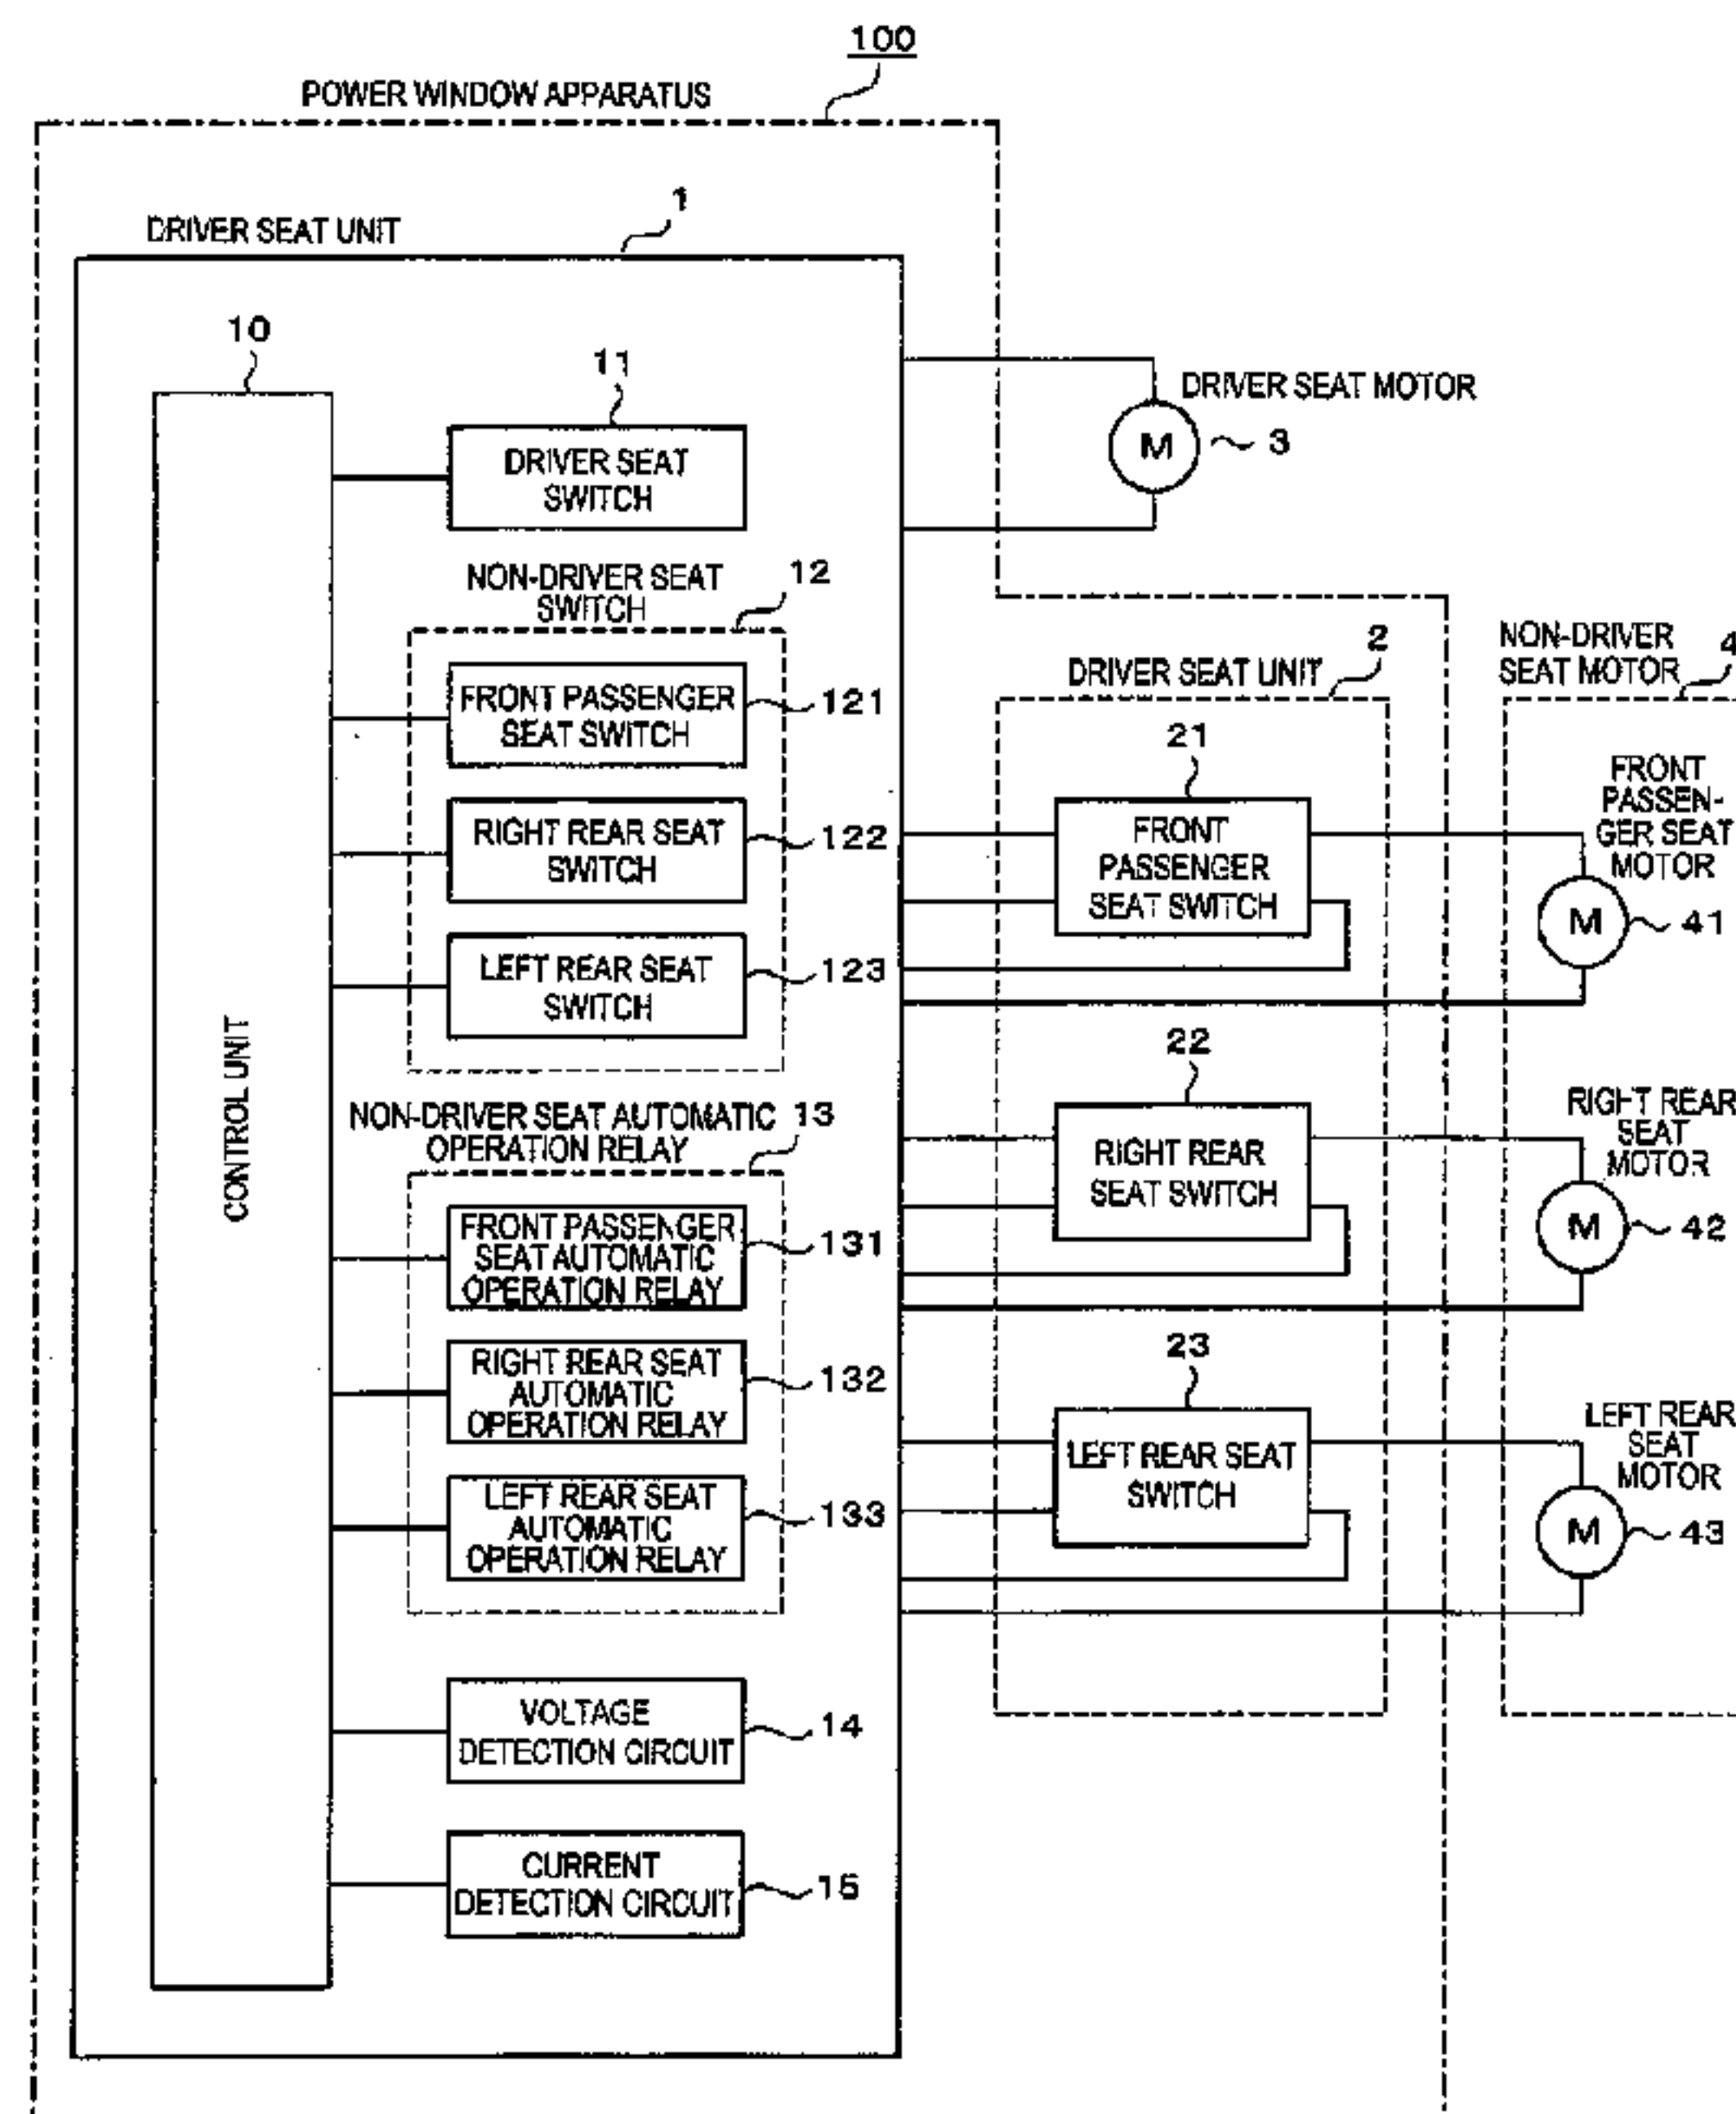 100
POWER WINDOW APPARATUS
1
DRIVER SEAT UNIT
10
CONTROL UNIT
11
DRIVER SEAT
SWITCH
NON-DRIVER SEAT
SWITCH
12
FRONT PASSENGER
SEAT SWITCH
121
RIGHT REAR SEAT
SWITCH
122
LEFT REAR SEAT
SWITCH
123
NON-DRIVER SEAT AUTOMATIC
OPERATION RELAY
13
FRONT PASSENGER
SEAT AUTOMATIC
OPERATION RELAY
131
RIGHT REAR SEAT
AUTOMATIC
OPERATION RELAY
132
LEFT REAR SEAT
AUTOMATIC
OPERATION RELAY
133
VOLTAGE
DETECTION CIRCUIT
14
CURRENT
DETECTION CIRCUIT
15
DRIVER SEAT MOTOR
M
3
DRIVER SEAT UNIT
2
21
FRONT
PASSENGER
SEAT SWITCH
22
RIGHT REAR
SEAT SWITCH
23
LEFT REAR SEAT
SWITCH
NON-DRIVER
SEAT MOTOR
4
FRONT
PASSEN-
GER SEAT
MOTOR
M
41
RIGHT REAR
SEAT
MOTOR
M
42
LEFT REAR
SEAT
MOTOR
M
43